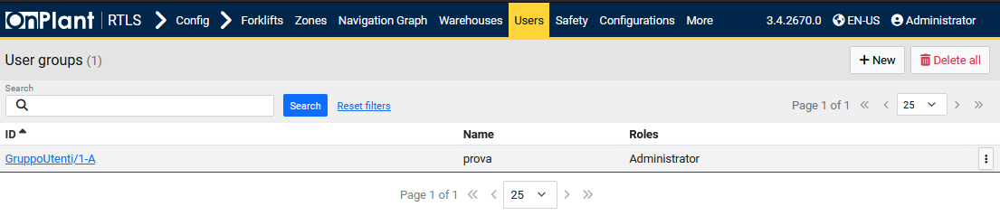 OnPlant RTLS Config Forklifts Zones Navigation Graph Warehouses Users Safety Configurations More 3.4.2670.0 EN-US Administrator
User groups (1) New Delete all
Search
Search Reset filters Page 1 of 1 25
ID Name Roles
GruppoUtenti/1-A prova Administrator
Page 1 of 1 25